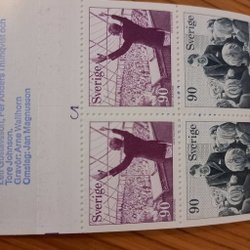 Per Anders och
Tore Johnson.
Gravör: Arne Wallhorn
Omslag: Jan Magnusson
Sverige 90
Sverige 90
Sverige 90
Sverige 90